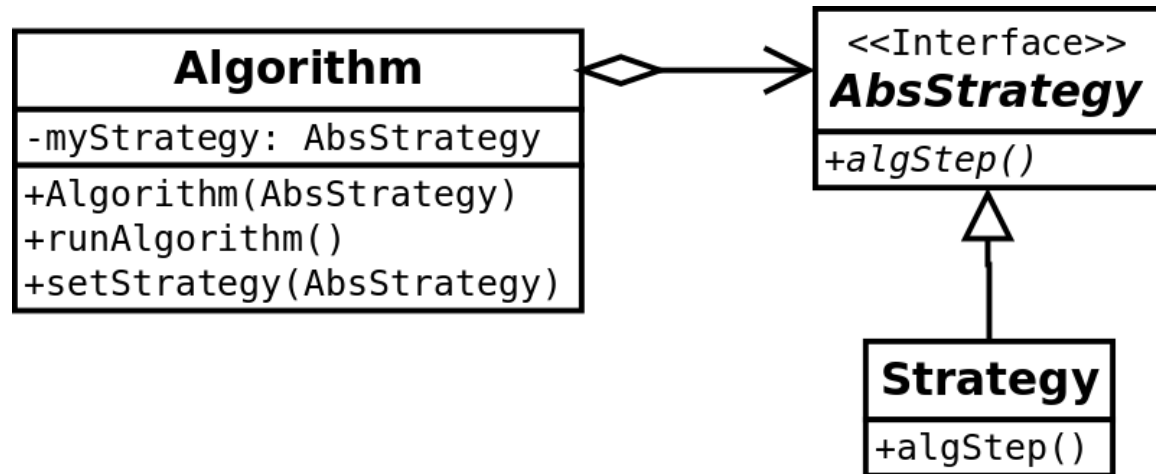 Algorithm
-myStrategy: AbsStrategy
+Algorithm(AbsStrategy)
+runAlgorithm()
+setStrategy(AbsStrategy)
<<Interface>>
AbsStrategy
+algStep()
Strategy
+algStep()